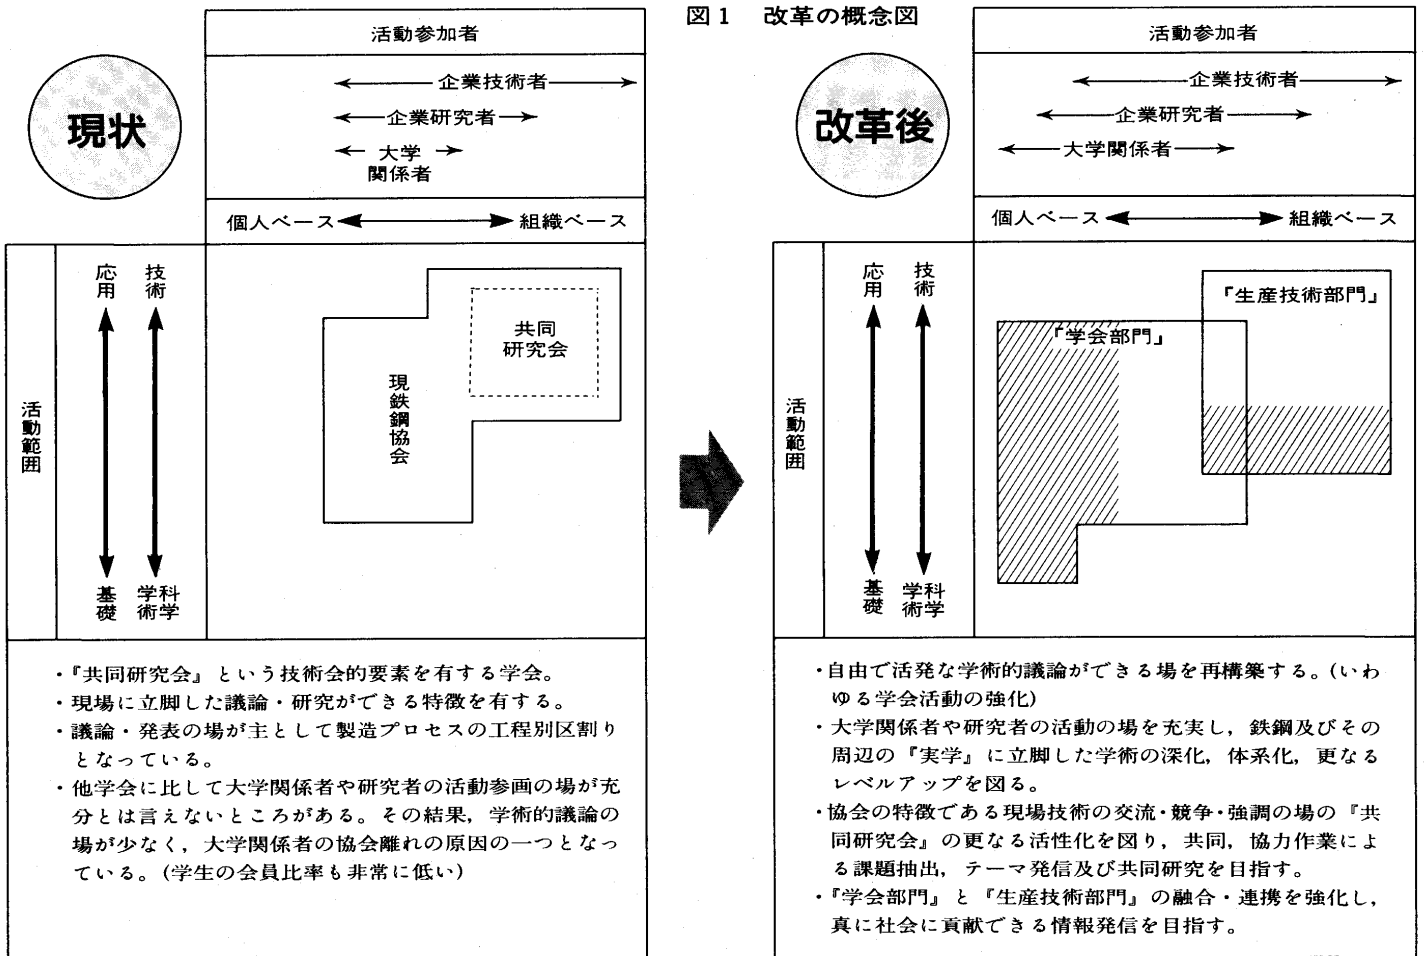 図1 改革の概念図
現状
活動参加者
企業技術者
企業研究者
大学
関係者
個人ベース
組織ベース
活動範囲
応用
技術
基礎
学術
科学
共同
研究会
現鉄鋼協会
・『共同研究会』という技術会的要素を有する学会。
・現場に立脚した議論・研究ができる特徴を有する。
・議論・発表の場が主として製造プロセスの工程別区割り
となっている。
・他学会に比して大学関係者や研究者の活動参画の場が充
分とは言えないところがある。その結果，学術的議論の
場が少なく，大学関係者の協会離れの原因の一つとなっ
ている。(学生の会員比率も非常に低い)
改革後
活動参加者
企業技術者
企業研究者
大学関係者
個人ベース
組織ベース
活動範囲
応用
技術
基礎
学術
科学
『生産技術部門』
『学会部門』
・自由で活発な学術的議論ができる場を再構築する。(いわ
ゆる学会活動の強化)
・大学関係者や研究者の活動の場を充実し，鉄鋼及びその
周辺の『実学』に立脚した学術の深化，体系化，更なる
レベルアップを図る。
・協会の特徴である現場技術の交流・競争・強調の場の『共
同研究会』の更なる活性化を図り，共同，協力作業によ
る課題抽出，テーマ発信及び共同研究を目指す。
・『学会部門』と『生産技術部門』の融合・連携を強化し，
真に社会に貢献できる情報発信を目指す。